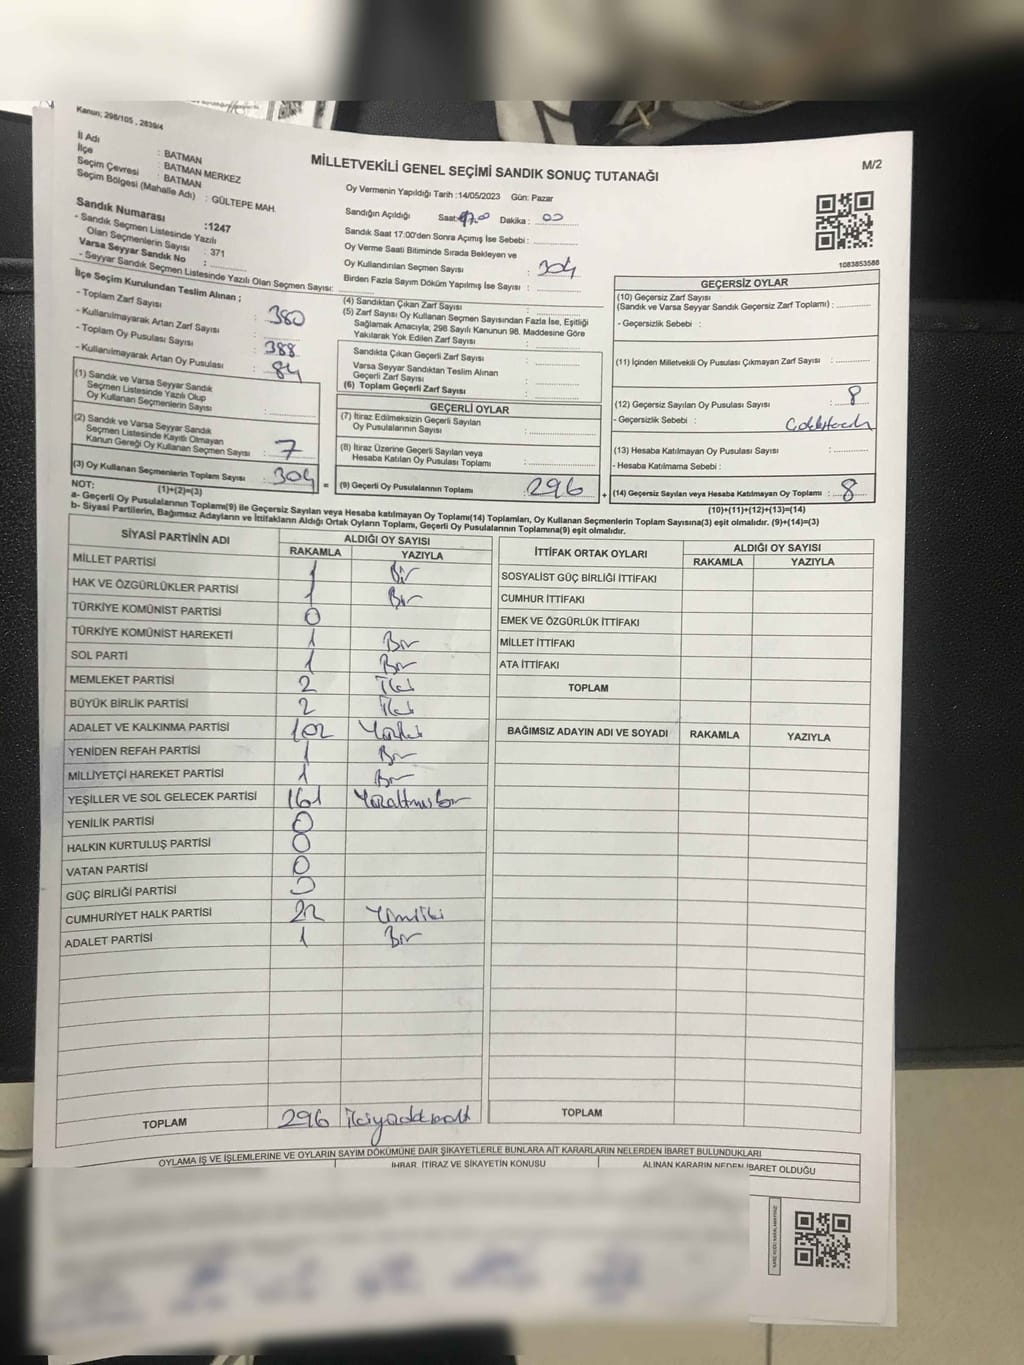 Kanun; 298/105 , 2839/4
MİLLETVEKİLİ GENEL SEÇİMİ SANDIK SONUÇ TUTANAĞI
M/2
İl Adı : BATMAN
İlçe : BATMAN MERKEZ
Seçim Çevresi : BATMAN
Seçim Bölgesi (Mahalle Adı) : GÜLTEPE MAH.
Sandık Numarası :1247
- Sandık Seçmen Listesinde Yazılı
Olan Seçmenlerin Sayısı : 371
Varsa Seyyar Sandık No :
- Seyyar Sandık Seçmen Listesinde Yazılı Olan Seçmen Sayısı:
Oy Vermenin Yapıldığı Tarih :14/05/2023 Gün: Pazar
Sandığın Açıldığı Saat: Dakika : 00
Sandık Saat 17:00'den Sonra Açımış İse Sebebi :
Oy Verme Saati Bitiminde Sırada Bekleyen ve
Oy Kullandırılan Seçmen Sayısı : 304
Birden Fazla Sayım Döküm Yapılmış İse Sayısı :
1083853586
İlçe Seçim Kurulundan Teslim Alınan ;
- Toplam Zarf Sayısı : 380
- Kullanılmayarak Artan Zarf Sayısı :
- Toplam Oy Pusulası Sayısı : 388
- Kullanılmayarak Artan Oy Pusulası : 84
(1) Sandık ve Varsa Seyyar Sandık
Seçmen Listesinde Yazılı Olup
Oy Kullanan Seçmenlerin Sayısı :
(2) Sandık ve Varsa Seyyar Sandık
Seçmen Listesinde Kayıtlı Olmayan
Kanun Gereği Oy Kullanan Seçmen Sayısı : 7
(3) Oy Kullanan Seçmenlerin Toplam Sayısı : 304
(4) Sandıktan Çıkan Zarf Sayısı :
(5) Zarf Sayısı Oy Kullanan Seçmen Sayısından Fazla İse, Eşitliği
Sağlamak Amacıyla; 298 Sayılı Kanunun 98. Maddesine Göre
Yakılarak Yok Edilen Zarf Sayısı :
Sandıkta Çıkan Geçerli Zarf Sayısı :
Varsa Seyyar Sandıktan Teslim Alınan
Geçerli Zarf Sayısı :
(6) Toplam Geçerli Zarf Sayısı :
GEÇERLİ OYLAR
(7) İtiraz Edilmeksizin Geçerli Sayılan
Oy Pusulalarının Sayısı :
(8) İtiraz Üzerine Geçerli Sayılan veya
Hesaba Katılan Oy Pusulası Toplamı :
= (9) Geçerli Oy Pusulalarının Toplamı : 296
GEÇERSİZ OYLAR
(10) Geçersiz Zarf Sayısı
(Sandık ve Varsa Seyyar Sandık Geçersiz Zarf Toplamı) :
- Geçersizlik Sebebi :
(11) İçinden Milletvekili Oy Pusulası Çıkmayan Zarf Sayısı :
(12) Geçersiz Sayılan Oy Pusulası Sayısı : 8
- Geçersizlik Sebebi :
(13) Hesaba Katılmayan Oy Pusulası Sayısı :
- Hesaba Katılmama Sebebi :
+ (14) Geçersiz Sayılan veya Hesaba Katılmayan Oy Toplamı : 8
NOT: (1)+(2)=(3)
(10)+(11)+(12)+(13)=(14)
a- Geçerli Oy Pusulalarının Toplamı(9) ile Geçersiz Sayılan veya Hesaba katılmayan Oy Toplamı(14) Toplamları, Oy Kullanan Seçmenlerin Toplam Sayısına(3) eşit olmalıdır. (9)+(14)=(3)
b- Siyasi Partilerin, Bağımsız Adayların ve İttifakların Aldığı Ortak Oyların Toplamı, Geçerli Oy Pusulalarının Toplamına(9) eşit olmalıdır.
SİYASİ PARTİNİN ADI ALDIĞI OY SAYISI
RAKAMLA YAZIYLA
MİLLET PARTİSİ 1 Bir
HAK VE ÖZGÜRLÜKLER PARTİSİ 1 Bir
TÜRKİYE KOMÜNİST PARTİSİ 0
TÜRKİYE KOMÜNİST HAREKETİ 1 Bir
SOL PARTİ 1 Bir
MEMLEKET PARTİSİ 2 İki
BÜYÜK BİRLİK PARTİSİ 2 İki
ADALET VE KALKINMA PARTİSİ 102 Yüziki
YENİDEN REFAH PARTİSİ 1 Bir
MİLLİYETÇİ HAREKET PARTİSİ 1 Bir
YEŞİLLER VE SOL GELECEK PARTİSİ 161 Yüzaltmışbir
YENİLİK PARTİSİ 0
HALKIN KURTULUŞ PARTİSİ 0
VATAN PARTİSİ 0
GÜÇ BİRLİĞİ PARTİSİ 0
CUMHURİYET HALK PARTİSİ 22 Yirmiiki
ADALET PARTİSİ 1 Bir
TOPLAM 296
İTTİFAK ORTAK OYLARI ALDIĞI OY SAYISI
RAKAMLA YAZIYLA
SOSYALİST GÜÇ BİRLİĞİ İTTİFAKI
CUMHUR İTTİFAKI
EMEK VE ÖZGÜRLÜK İTTİFAKI
MİLLET İTTİFAKI
ATA İTTİFAKI
TOPLAM
BAĞIMSIZ ADAYIN ADI VE SOYADI RAKAMLA YAZIYLA
TOPLAM
OYLAMA İŞ VE İŞLEMLERİNE VE OYLARIN SAYIM DÖKÜMÜNE DAİR ŞİKAYETLERLE BUNLARA AİT KARARLARIN NELERDEN İBARET BULUNDUKLARI
İHBAR, İTİRAZ VE ŞİKAYETİN KONUSU ALINAN KARARIN NEDEN İBARET OLDUĞU